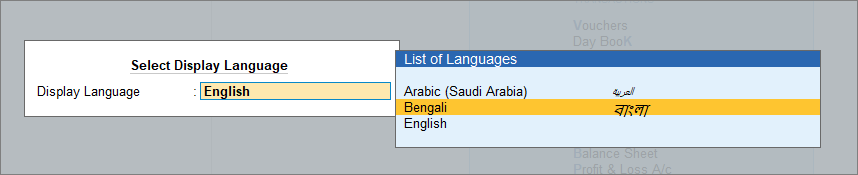 Vouchers
Day BooK
Select Display Language
Display Language : English
List of Languages
Arabic (Saudi Arabia) العربية
Bengali বাংলা
English
Balance Sheet
Profit & Loss A/c